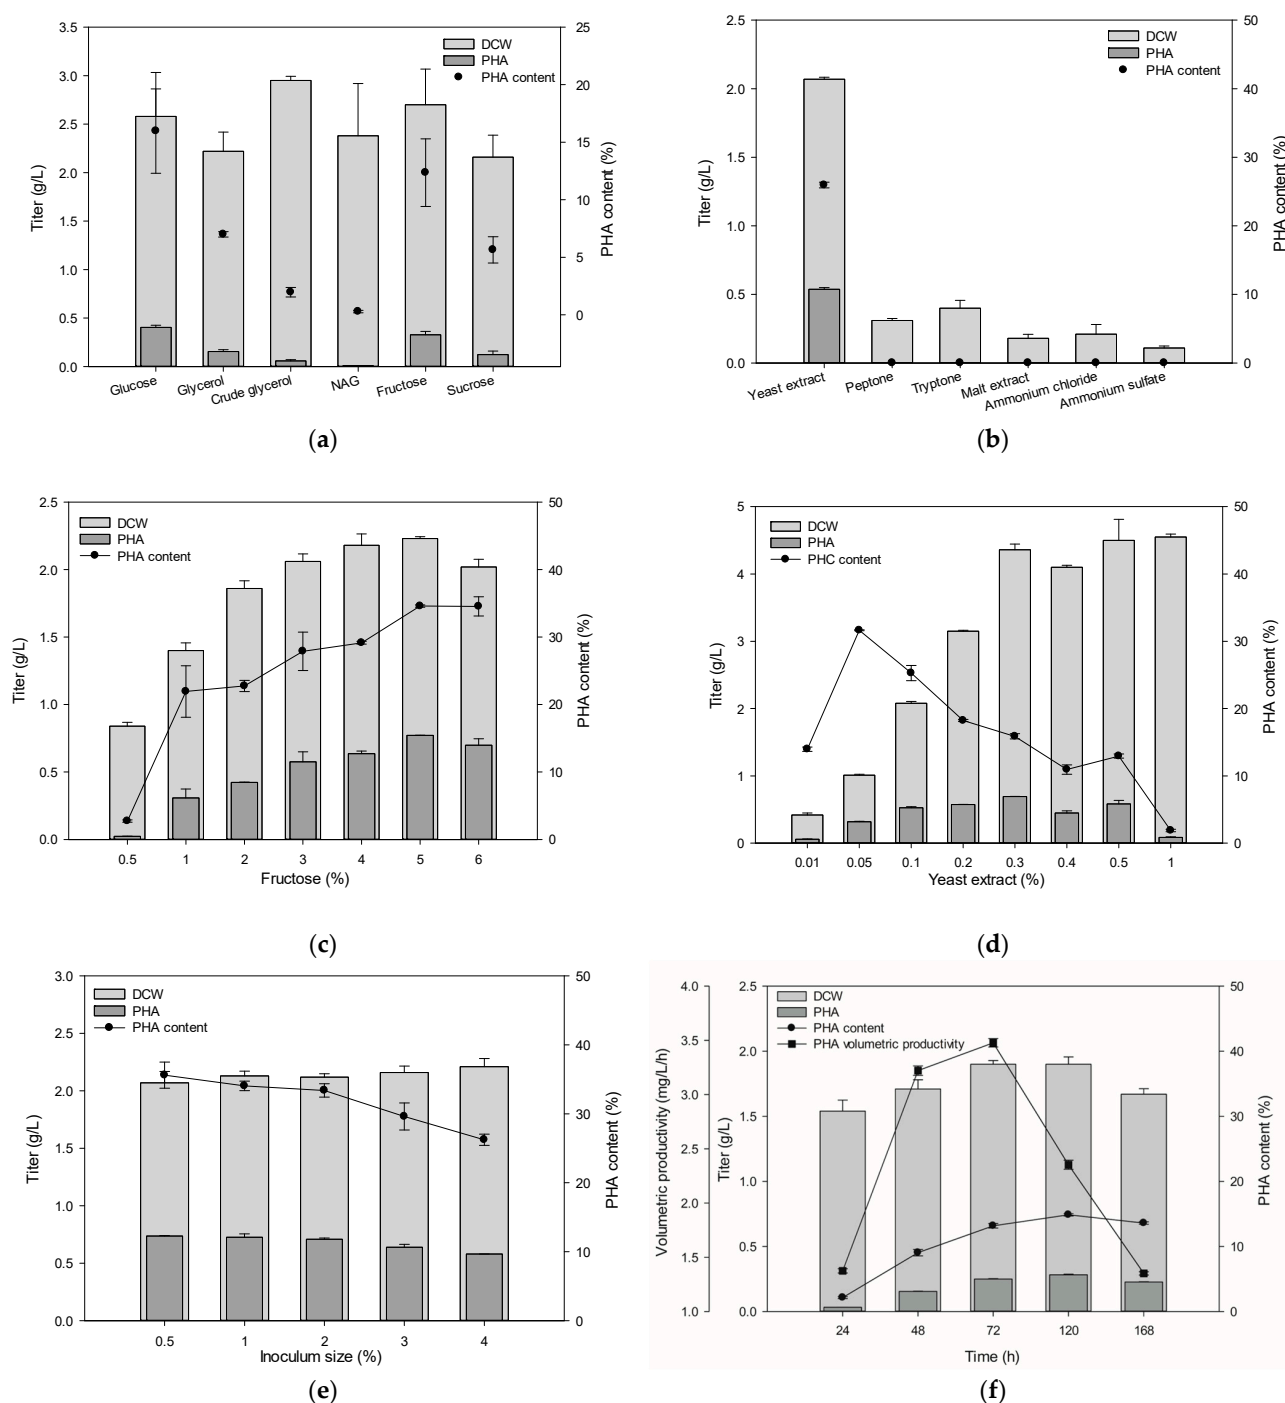 3.5
3.0
2.5
2.0
1.5
1.0
0.5
0.0
Titer (g/L)
25
20
15
10
5
0
PHA content (%)
DCW
PHA
PHA content
Glucose
Glycerol
Crude glycerol
NAG
Fructose
Sucrose
(a)
2.5
2.0
1.5
1.0
0.5
0.0
Titer (g/L)
50
40
30
20
10
0
PHA content (%)
DCW
PHA
PHA content
Yeast extract
Peptone
Tryptone
Malt extract
Ammonium chloride
Ammonium sulfate
(b)
2.5
2.0
1.5
1.0
0.5
0.0
Titer (g/L)
50
40
30
20
10
0
PHA content (%)
DCW
PHA
PHA content
0.5 1 2 3 4 5 6
Fructose (%)
(c)
5
4
3
2
1
0
Titer (g/L)
50
40
30
20
10
0
PHA content (%)
DCW
PHA
PHC content
0.01 0.05 0.1 0.2 0.3 0.4 0.5 1
Yeast extract (%)
(d)
3.0
2.5
2.0
1.5
1.0
0.5
0.0
Titer (g/L)
50
40
30
20
10
0
PHA content (%)
DCW
PHA
PHA content
0.5 1 2 3 4
Inoculum size (%)
(e)
4.0
3.5
3.0
2.5
2.0
1.5
1.0
Volumetric productivity (mg/L/h)
2.5
2.0
1.5
1.0
0.5
0.0
Titer (g/L)
50
40
30
20
10
0
PHA content (%)
DCW
PHA
PHA content
PHA volumetric productivity
24 48 72 120 168
Time (h)
(f)